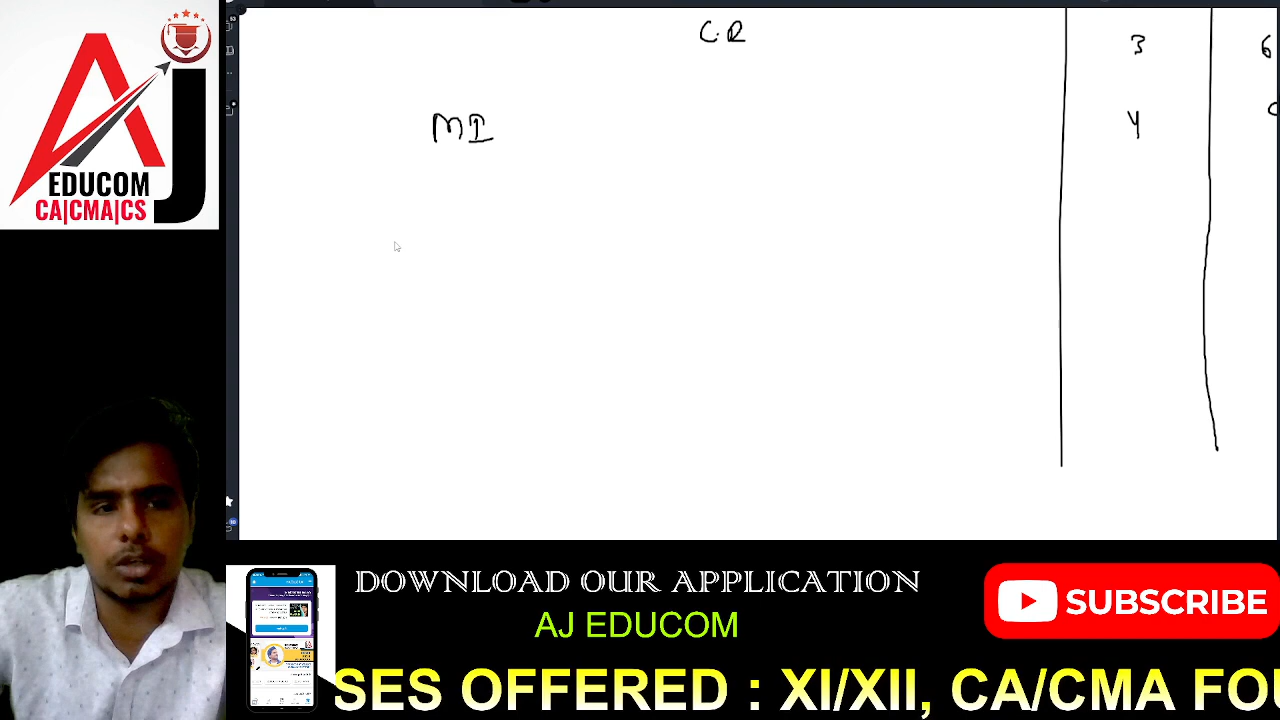 AJ
EDUCOM
CA|CMA|CS
C.R
3
6
MI
4
DOWNLOAD OUR APPLICATION
AJ EDUCOM
SUBSCRIBE
SES OFFERED : XI/XII, CA/CMA FOU